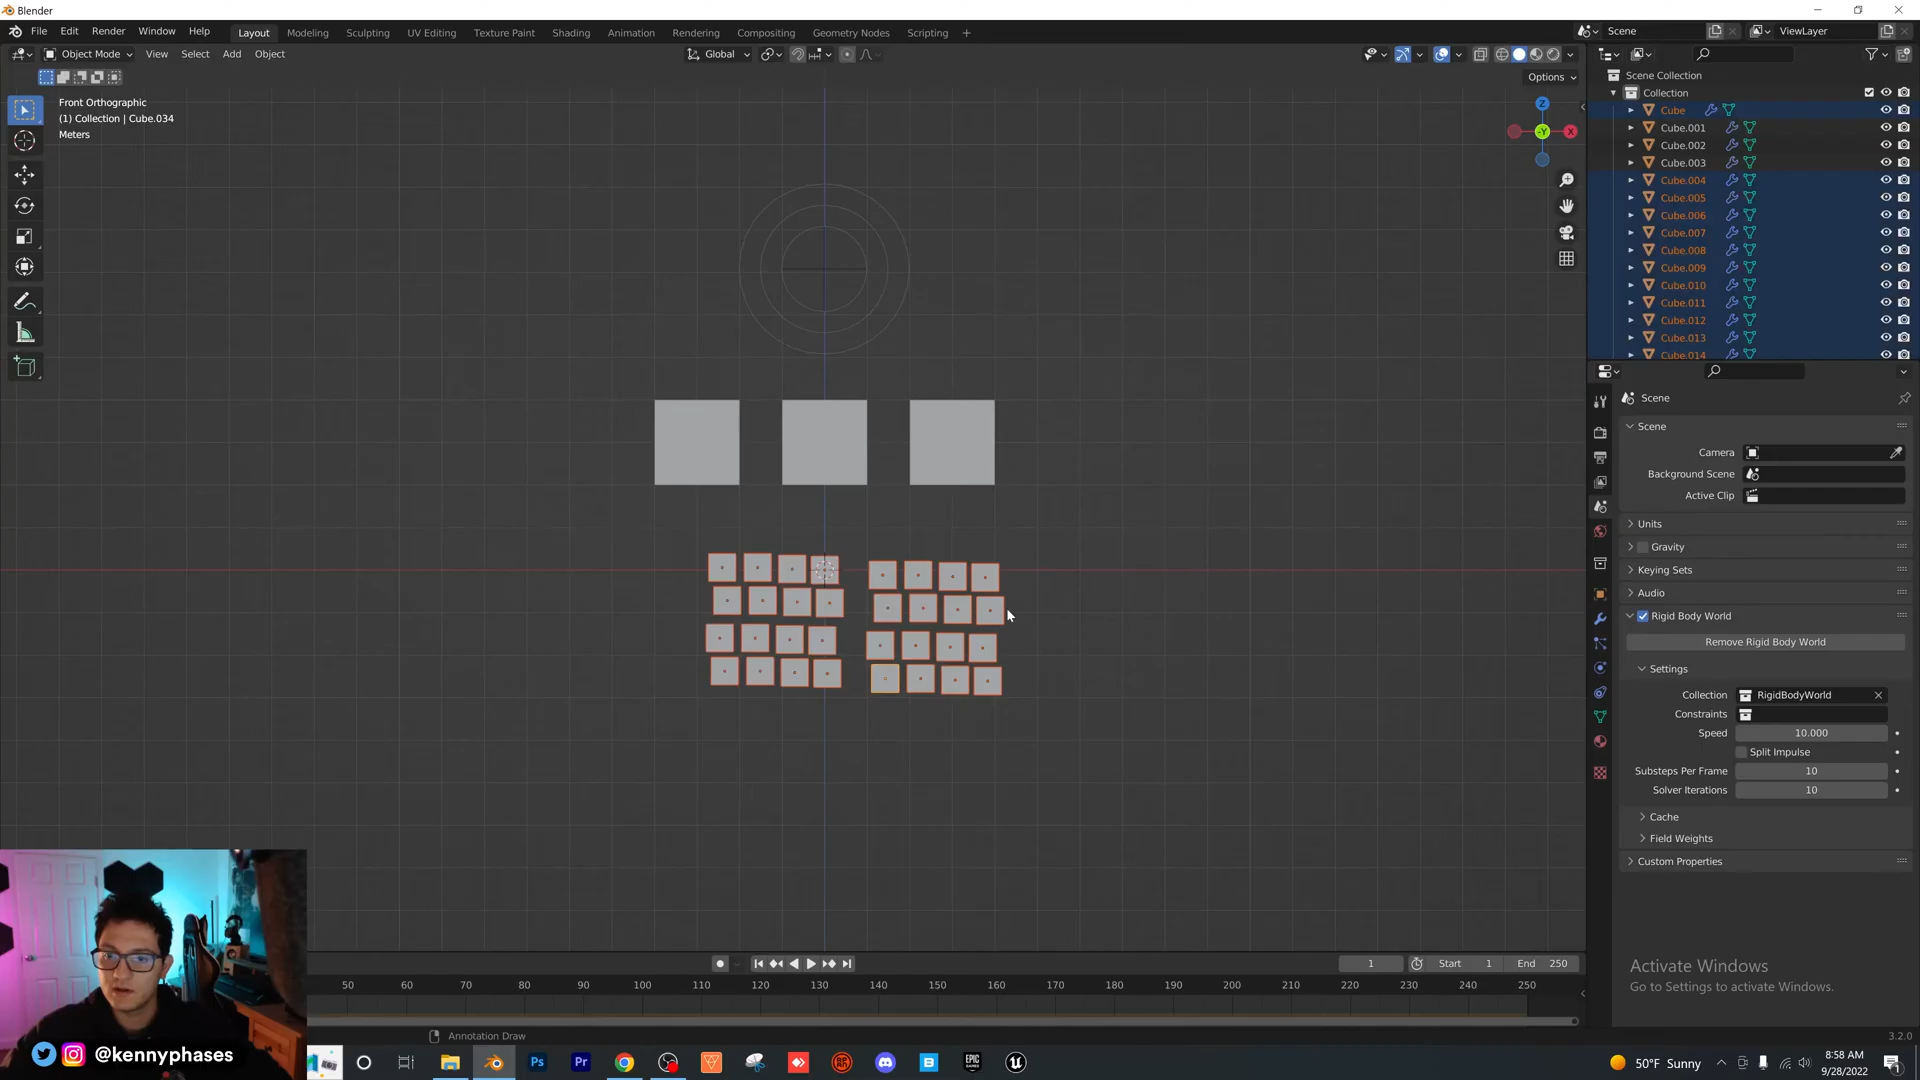 Blender
File Edit Render Window Help
Layout Modeling Sculpting UV Editing Texture Paint Shading Animation Rendering Compositing Geometry Nodes Scripting
Scene
ViewLayer
Object Mode View Select Add Object
Global
Options
Front Orthographic
(1) Collection | Cube.034
Meters
Z
-Y
X
Scene Collection
Collection
Cube
Cube.001
Cube.002
Cube.003
Cube.004
Cube.005
Cube.006
Cube.007
Cube.008
Cube.009
Cube.010
Cube.011
Cube.012
Cube.013
Cube.014
Scene
Scene
Camera
Background Scene
Active Clip
Units
Gravity
Keying Sets
Audio
Rigid Body World
Remove Rigid Body World
Settings
Collection RigidBodyWorld
Constraints
Speed 10.000
Split Impulse
Substeps Per Frame 10
Solver Iterations 10
Cache
Field Weights
Custom Properties
Activate Windows
Go to Settings to activate Windows.
1 Start 1 End 250
50 60 70 80 90 100 110 120 130 140 150 160 170 180 190 200 210 220 230 240 250
Annotation Draw
3.2.0
@kennyphases
Ps
Pr
B
EPIC GAMES
50°F Sunny
8:58 AM
9/28/2022
1